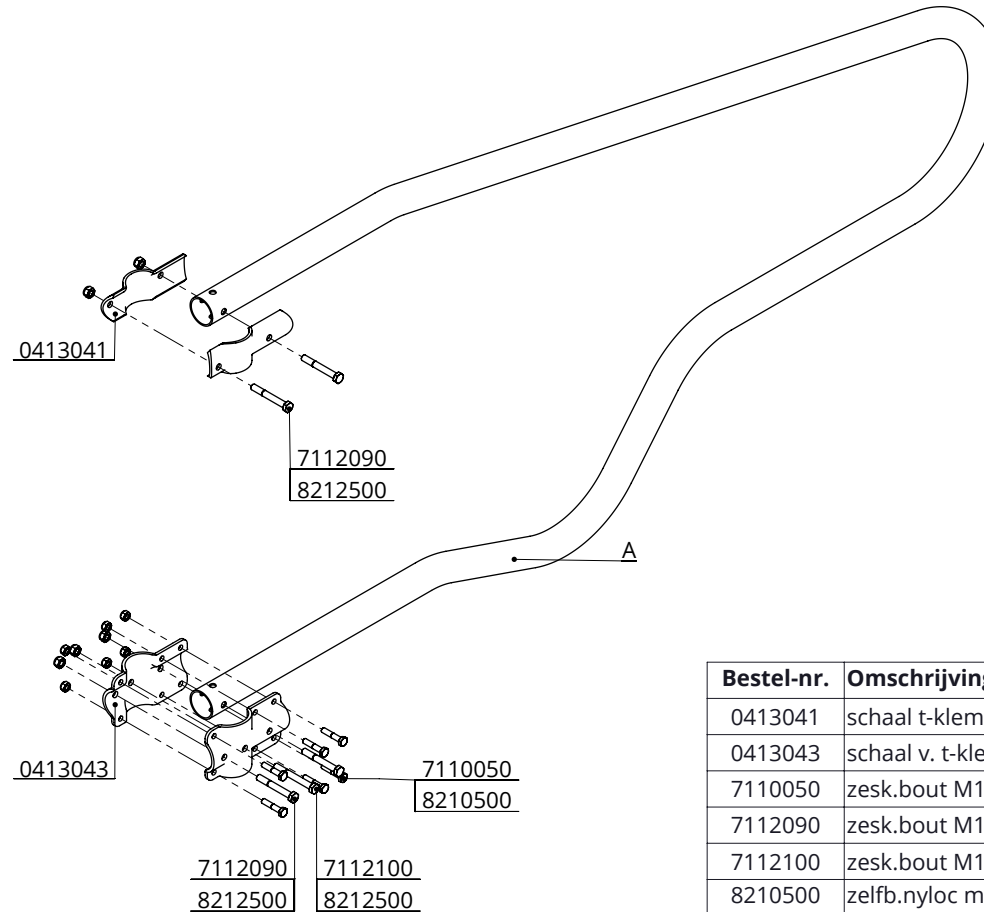 0413041
7112090
8212500
A
0413043
7110050
8210500
7112090
8212500
7112100
8212500
Bestel-nr. Omschrijving
0413041 schaal t-klem
0413043 schaal v. t-kle
7110050 zesk.bout M1
7112090 zesk.bout M1
7112100 zesk.bout M1
8210500 zelfb.nyloc m